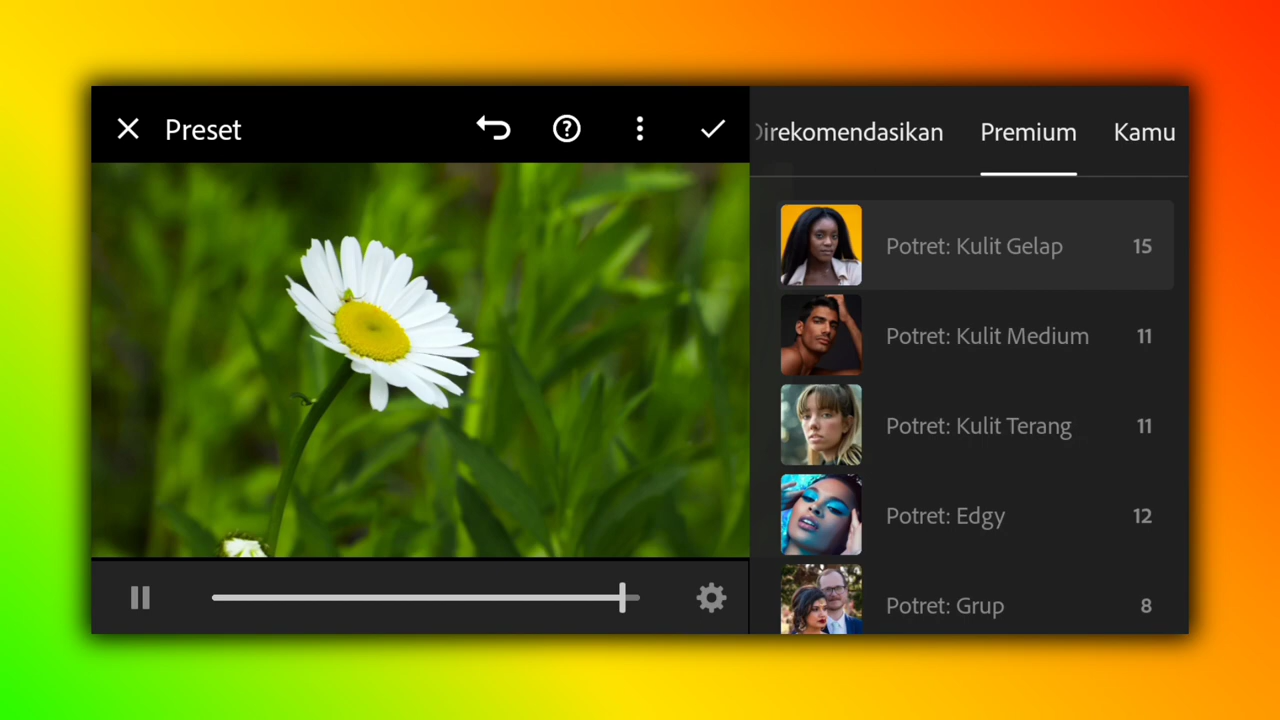 Preset
Direkomendasikan Premium Kamu
Potret: Kulit Gelap 15
Potret: Kulit Medium 11
Potret: Kulit Terang 11
Potret: Edgy 12
Potret: Grup 8